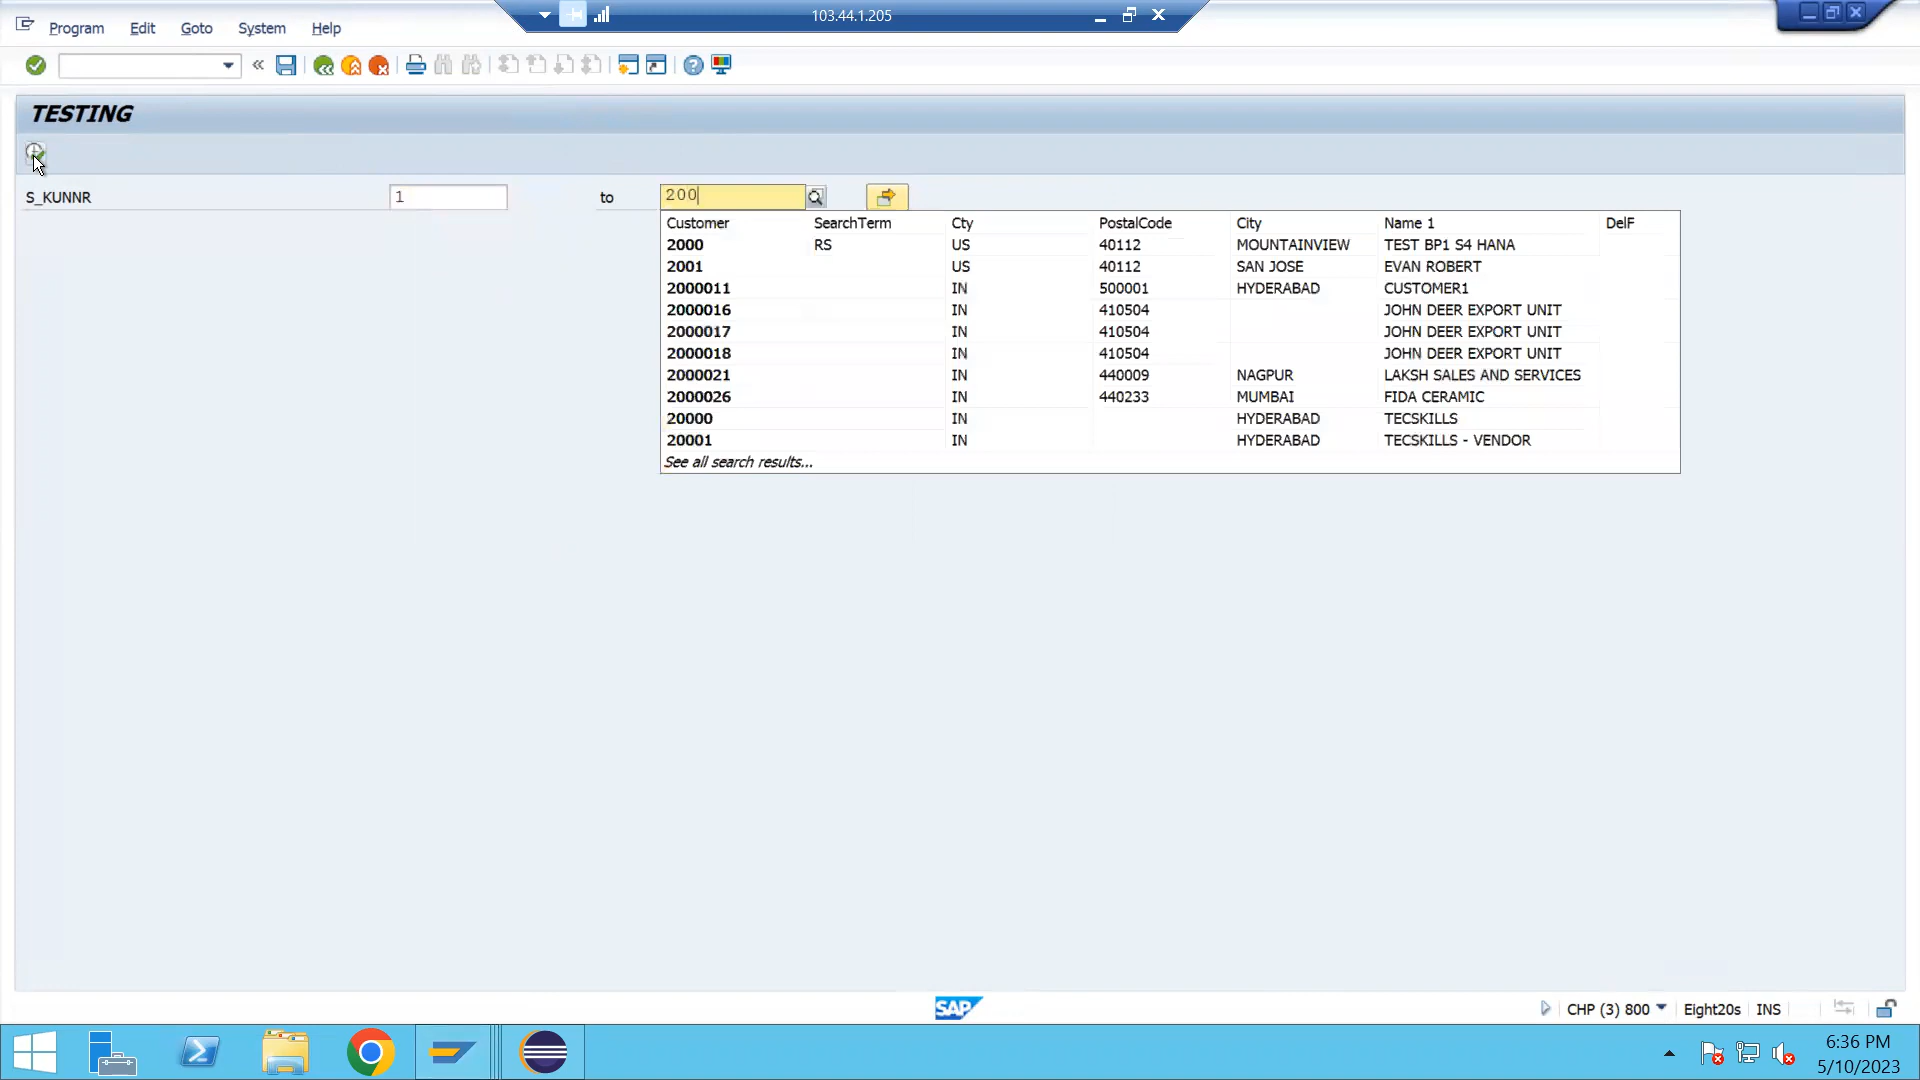 103.44.1.205
Program Edit Goto System Help
TESTING
S_KUNNR 1 to 200
Customer SearchTerm Cty PostalCode City Name 1 DelF
2000 RS US 40112 MOUNTAINVIEW TEST BP1 S4 HANA
2001 US 40112 SAN JOSE EVAN ROBERT
2000011 IN 500001 HYDERABAD CUSTOMER1
2000016 IN 410504 JOHN DEER EXPORT UNIT
2000017 IN 410504 JOHN DEER EXPORT UNIT
2000018 IN 410504 JOHN DEER EXPORT UNIT
2000021 IN 440009 NAGPUR LAKSH SALES AND SERVICES
2000026 IN 440233 MUMBAI FIDA CERAMIC
20000 IN HYDERABAD TECSKILLS
20001 IN HYDERABAD TECSKILLS - VENDOR
See all search results...
SAP CHP (3) 800 Eight20s INS
6:36 PM
5/10/2023